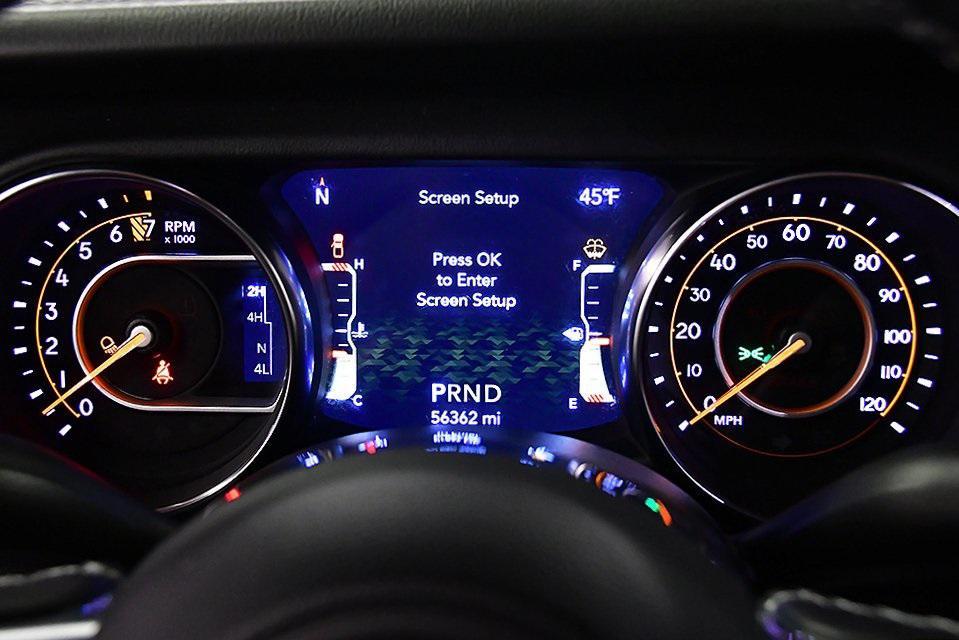 N
Screen Setup
45°F
Press OK
to Enter
Screen Setup
H
C
F
E
PRND
56362 mi
7
6
5
4
3
2
1
0
RPM
x 1000
2H
4H
N
4L
0
10
20
30
40
50
60
70
80
90
100
110
120
MPH